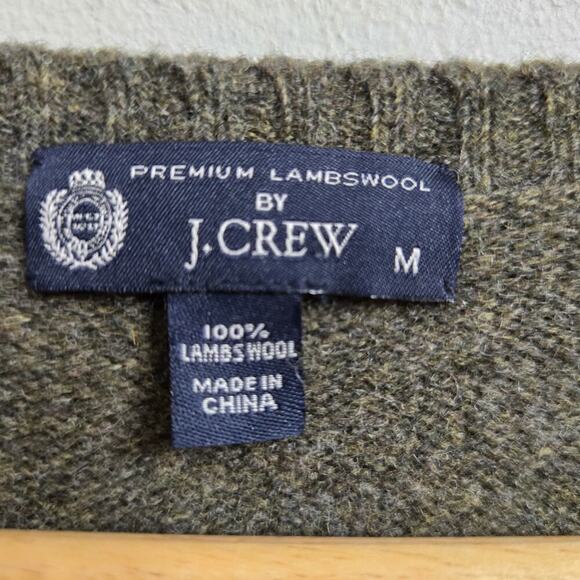 PREMIUM LAMBSWOOL
BY
J.CREW
M
100%
LAMBSWOOL
MADE IN
CHINA